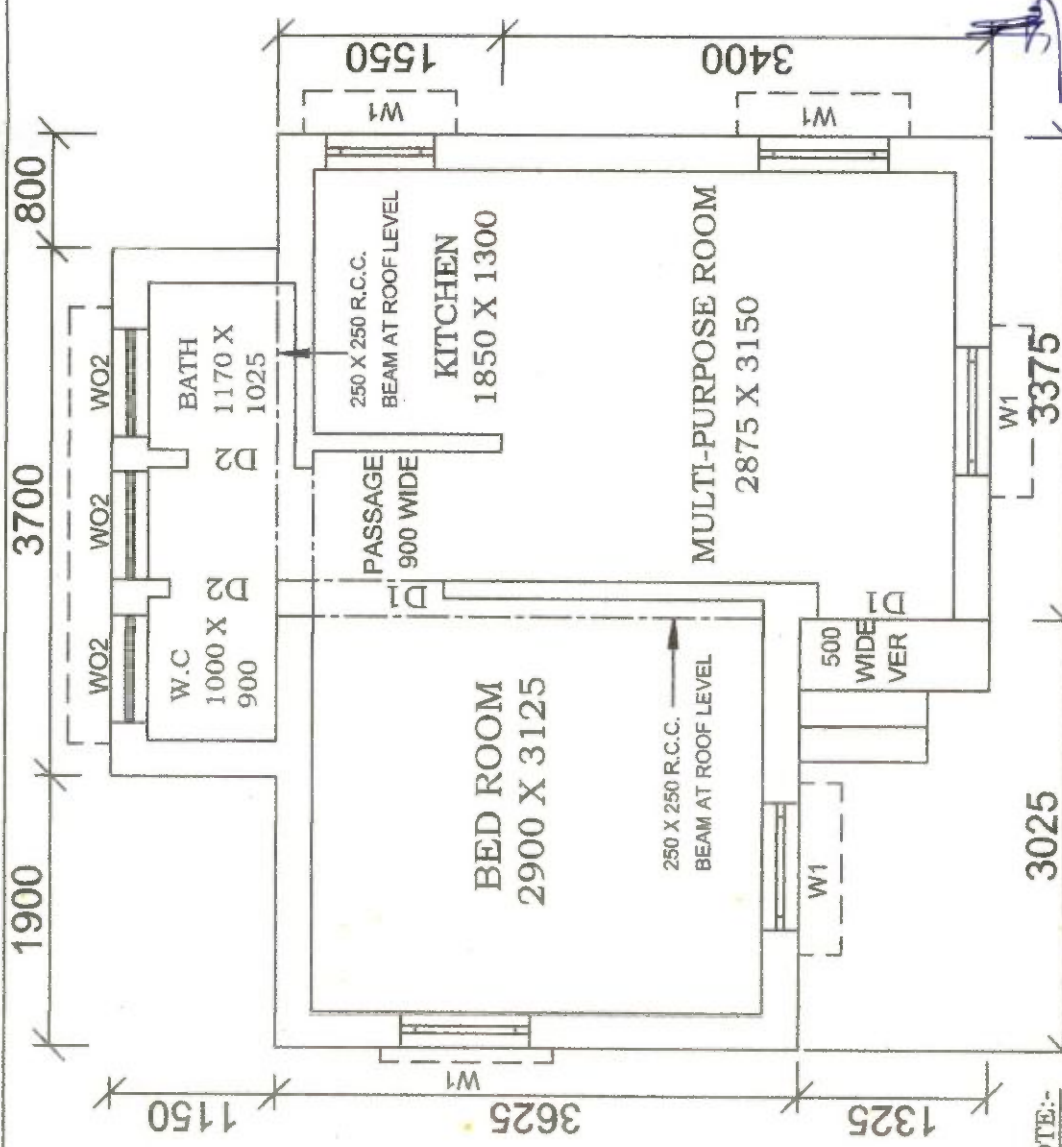 1900
3700
800
1150
3625
1325
1550
3400
3025
3375
WO2
WO2
WO2
W.C
1000 X
900
D2
D2
BATH
1170 X
1025
250 X 250 R.C.C.
BEAM AT ROOF LEVEL
KITCHEN
1850 X 1300
PASSAGE
900 WIDE
D1
BED ROOM
2900 X 3125
250 X 250 R.C.C.
BEAM AT ROOF LEVEL
MULTI-PURPOSE ROOM
2875 X 3150
D1
500
WIDE
VER
W1
W1
W1
W1
W1
OTE:-